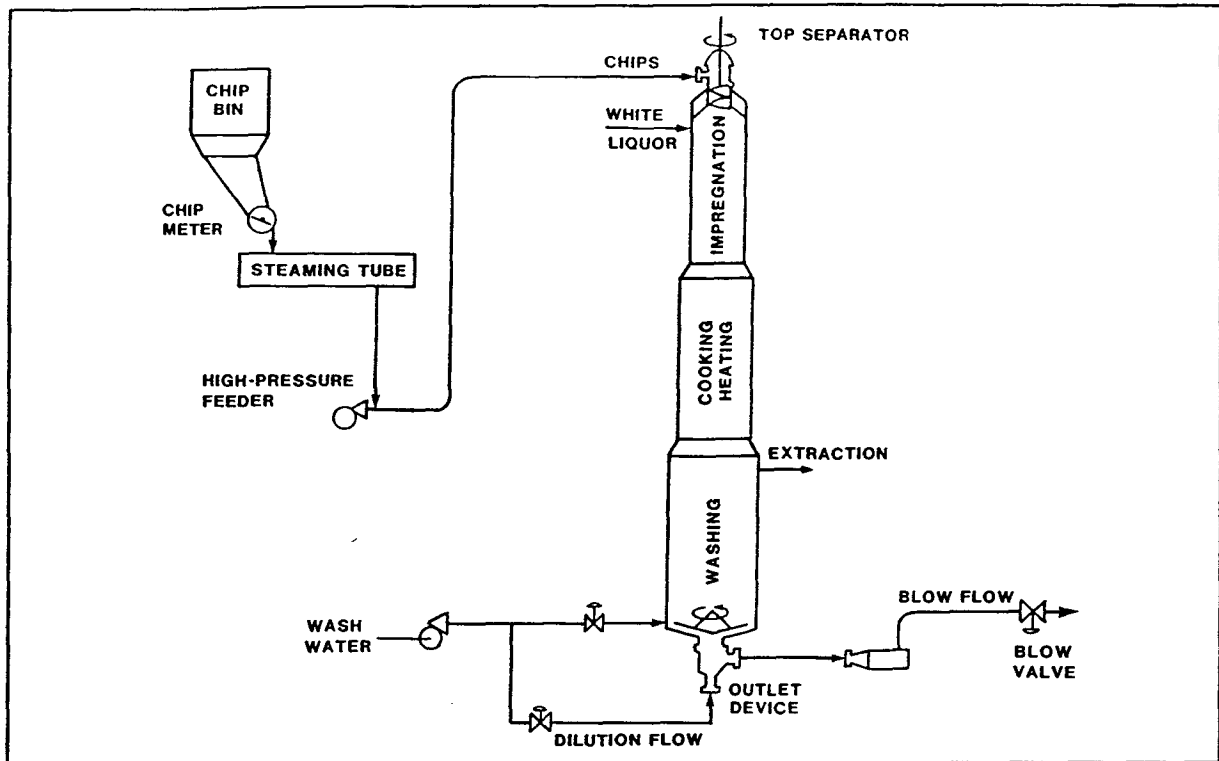 TOP SEPARATOR
CHIPS
CHIP
BIN
WHITE
LIQUOR
IMPREGNATION
CHIP
METER
STEAMING TUBE
COOKING
HEATING
HIGH-PRESSURE
FEEDER
EXTRACTION
WASHING
BLOW FLOW
WASH
WATER
BLOW
VALVE
OUTLET
DEVICE
DILUTION FLOW